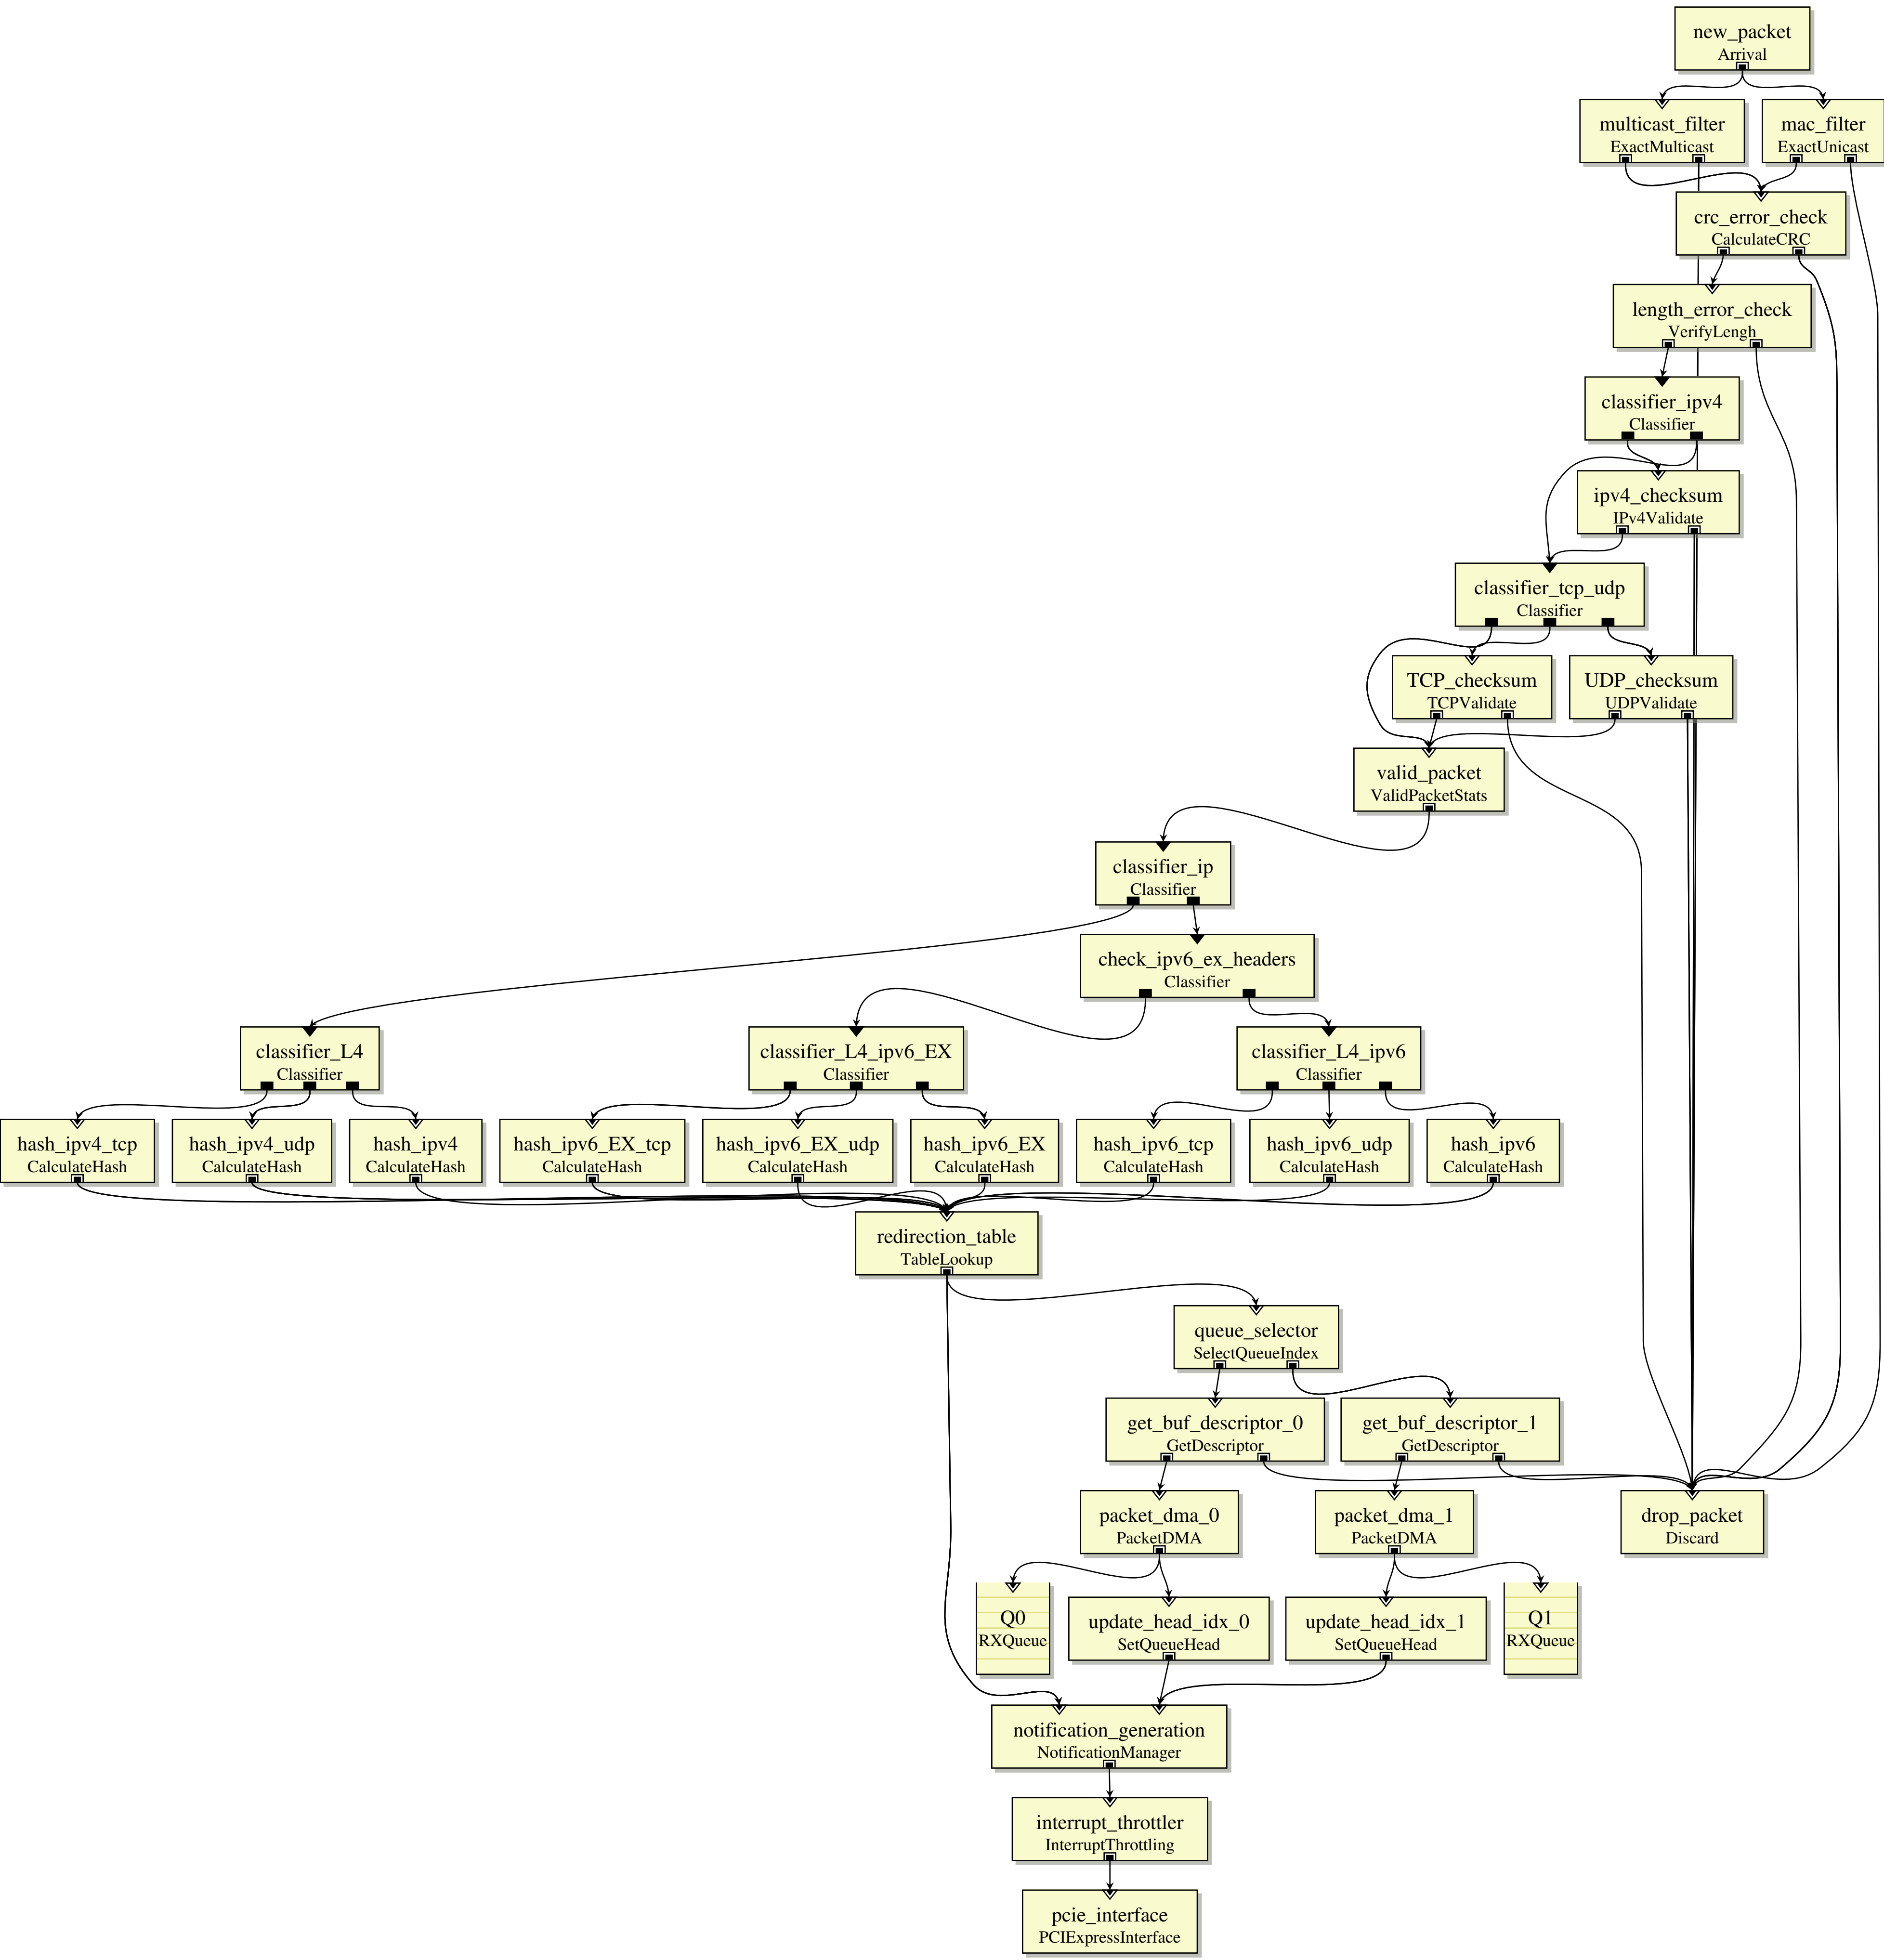 new_packet
Arrival
multicast_filter
ExactMulticast
mac_filter
ExactUnicast
crc_error_check
CalculateCRC
length_error_check
VerifyLengh
classifier_ipv4
Classifier
ipv4_checksum
IPv4Validate
classifier_tcp_udp
Classifier
TCP_checksum
TCPValidate
UDP_checksum
UDPValidate
valid_packet
ValidPacketStats
classifier_ip
Classifier
check_ipv6_ex_headers
Classifier
classifier_L4
Classifier
classifier_L4_ipv6_EX
Classifier
classifier_L4_ipv6
Classifier
hash_ipv4_tcp
CalculateHash
hash_ipv4_udp
CalculateHash
hash_ipv4
CalculateHash
hash_ipv6_EX_tcp
CalculateHash
hash_ipv6_EX_udp
CalculateHash
hash_ipv6_EX
CalculateHash
hash_ipv6_tcp
CalculateHash
hash_ipv6_udp
CalculateHash
hash_ipv6
CalculateHash
redirection_table
TableLookup
queue_selector
SelectQueueIndex
get_buf_descriptor_0
GetDescriptor
get_buf_descriptor_1
GetDescriptor
packet_dma_0
PacketDMA
packet_dma_1
PacketDMA
drop_packet
Discard
Q0
RXQueue
update_head_idx_0
SetQueueHead
update_head_idx_1
SetQueueHead
Q1
RXQueue
notification_generation
NotificationManager
interrupt_throttler
InterruptThrottling
pcie_interface
PCIExpressInterface